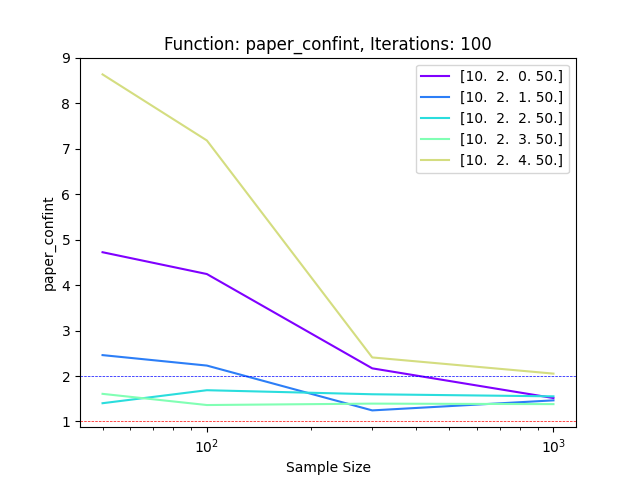 Function: paper_confint, Iterations: 100
9
8
7
6
5
4
3
2
1
paper_confint
[10.  2.  0. 50.]
[10.  2.  1. 50.]
[10.  2.  2. 50.]
[10.  2.  3. 50.]
[10.  2.  4. 50.]
10² 10³
Sample Size